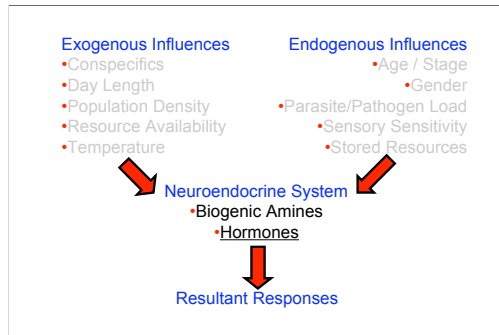 Exogenous Influences
•Conspecifics
•Day Length
•Population Density
•Resource Availability
•Temperature
Endogenous Influences
•Age / Stage
•Gender
•Parasite/Pathogen Load
•Sensory Sensitivity
•Stored Resources
Neuroendocrine System
•Biogenic Amines
•Hormones
Resultant Responses